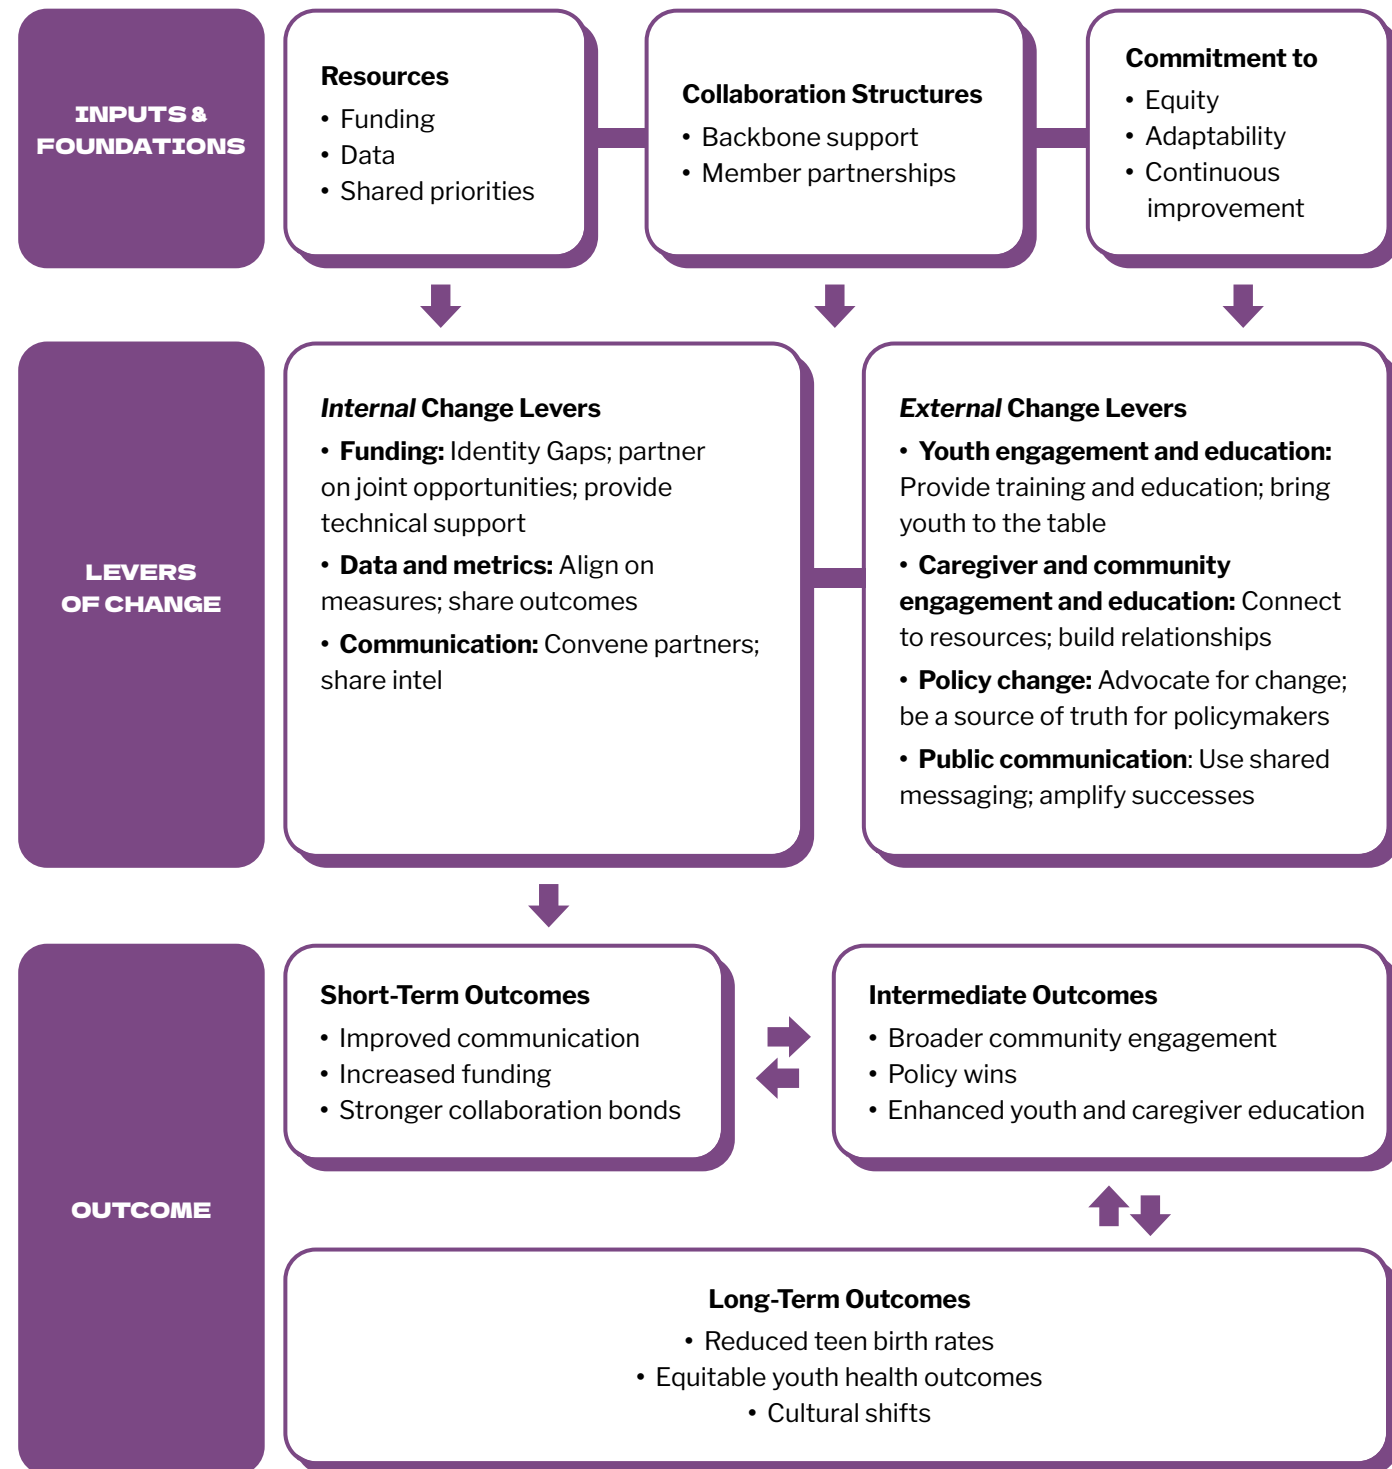 INPUTS &
FOUNDATIONS
Resources
• Funding
• Data
• Shared priorities
Collaboration Structures
• Backbone support
• Member partnerships
Commitment to
• Equity
• Adaptability
• Continuous
improvement
LEVERS
OF CHANGE
Internal Change Levers
• Funding: Identity Gaps; partner
on joint opportunities; provide
technical support
• Data and metrics: Align on
measures; share outcomes
• Communication: Convene partners;
share intel
External Change Levers
• Youth engagement and education:
Provide training and education; bring
youth to the table
• Caregiver and community
engagement and education: Connect
to resources; build relationships
• Policy change: Advocate for change;
be a source of truth for policymakers
• Public communication: Use shared
messaging; amplify successes
OUTCOME
Short-Term Outcomes
• Improved communication
• Increased funding
• Stronger collaboration bonds
Intermediate Outcomes
• Broader community engagement
• Policy wins
• Enhanced youth and caregiver education
Long-Term Outcomes
• Reduced teen birth rates
• Equitable youth health outcomes
• Cultural shifts